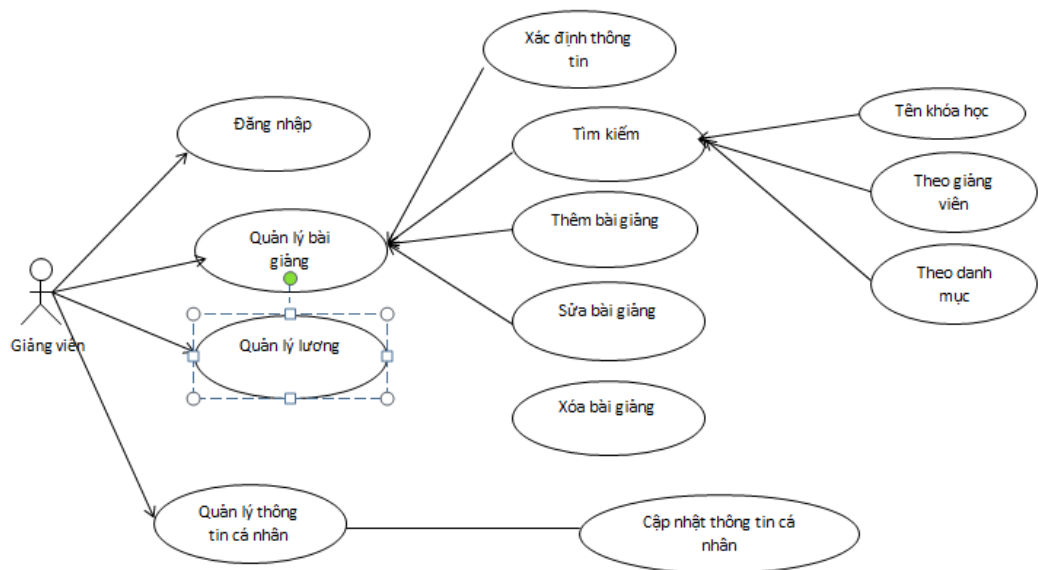 Xác định thông
tin
Đăng nhập
Tìm kiếm
Tên khóa học
Theo giảng
viên
Thêm bài giảng
Quản lý bài
giảng
Theo danh
mục
Giảng viên
Quản lý lương
Sửa bài giảng
Xóa bài giảng
Quản lý thông
tin cá nhân
Cập nhật thông tin cá
nhân